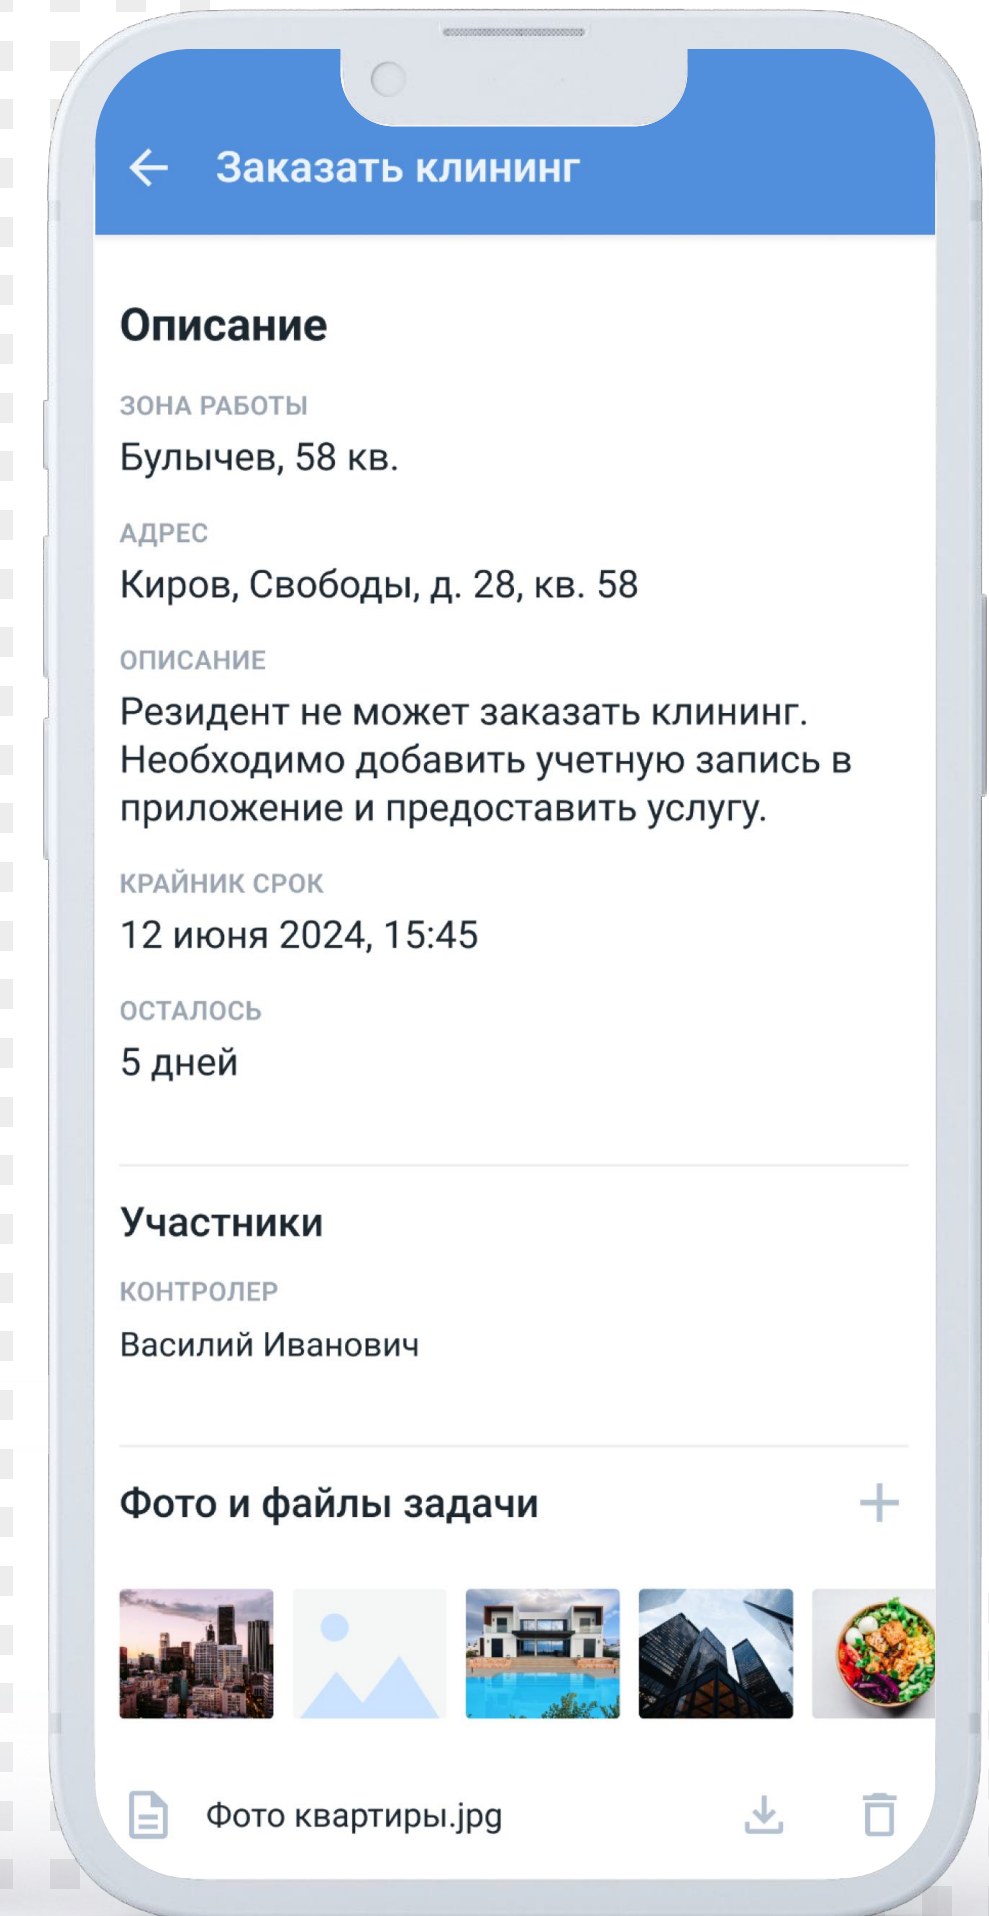 Заказать клининг
Описание
ЗОНА РАБОТЫ
Булычев, 58 кв.
АДРЕС
Киров, Свободы, д. 28, кв. 58
ОПИСАНИЕ
Резидент не может заказать клининг.
Необходимо добавить учетную запись в
приложение и предоставить услугу.
КРАЙНИК СРОК
12 июня 2024, 15:45
ОСТАЛОСЬ
5 дней
Участники
КОНТРОЛЕР
Василий Иванович
Фото и файлы задачи
Фото квартиры.jpg